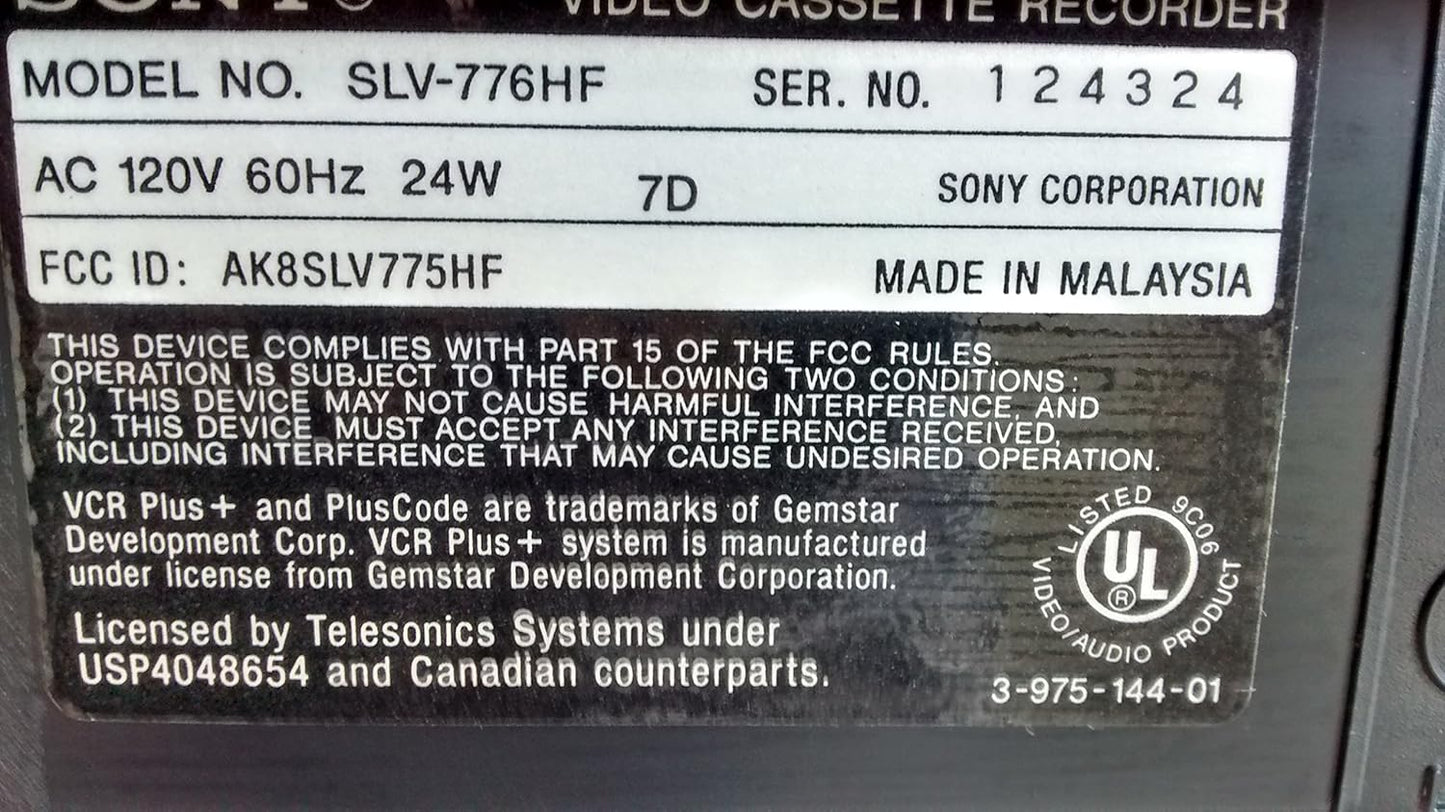 SONY®
VIDEO CASSETTE RECORDER
MODEL NO. SLV-776HF SER. NO. 124324
AC 120V 60Hz 24W 7D SONY CORPORATION
FCC ID: AK8SLV775HF MADE IN MALAYSIA
THIS DEVICE COMPLIES WITH PART 15 OF THE FCC RULES.
OPERATION IS SUBJECT TO THE FOLLOWING TWO CONDITIONS:
(1) THIS DEVICE MAY NOT CAUSE HARMFUL INTERFERENCE, AND
(2) THIS DEVICE MUST ACCEPT ANY INTERFERENCE RECEIVED,
INCLUDING INTERFERENCE THAT MAY CAUSE UNDESIRED OPERATION.
VCR Plus+ and PlusCode are trademarks of Gemstar
Development Corp. VCR Plus+ system is manufactured
under license from Gemstar Development Corporation.
Licensed by Telesonics Systems under
USP4048654 and Canadian counterparts.
LISTED 9C06
UL®
VIDEO/AUDIO PRODUCT
3-975-144-01